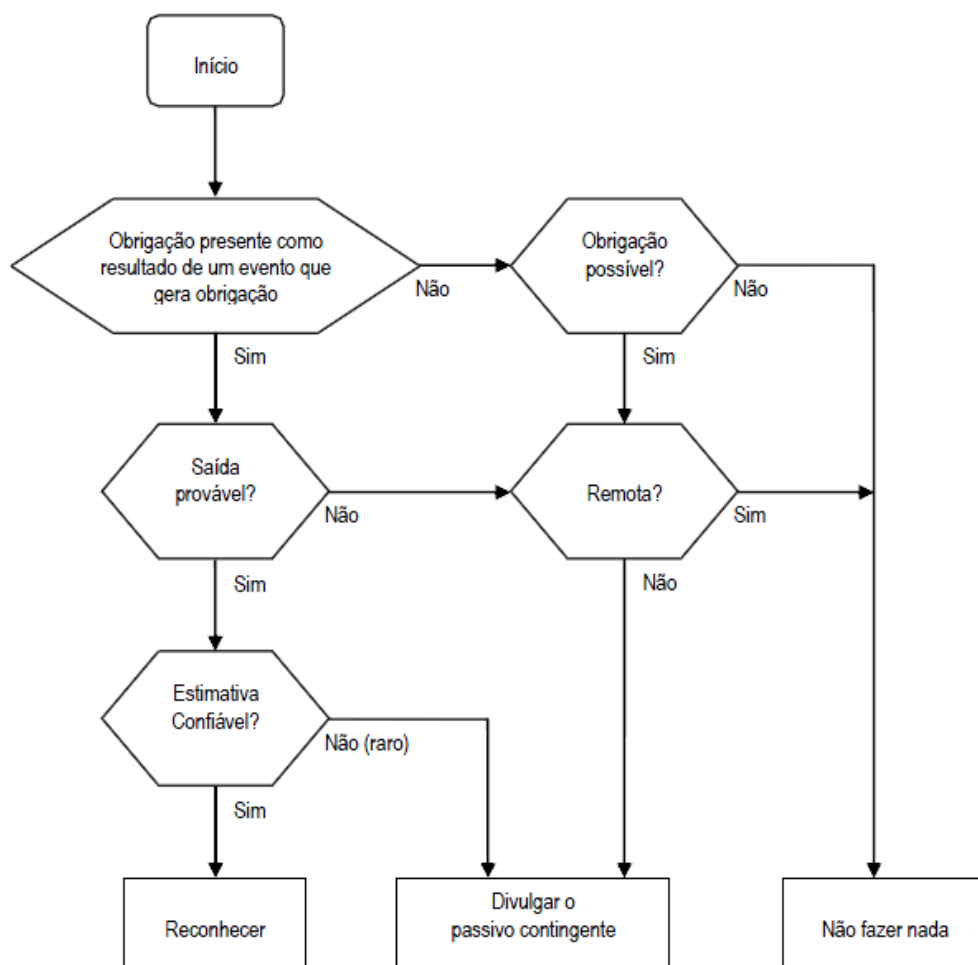 Início
Obrigação presente como
resultado de um evento que
gera obrigação
Não
Obrigação
possível?
Não
Sim
Sim
Saída
provável?
Não
Remota?
Sim
Sim
Não
Estimativa
Confiável?
Não (raro)
Sim
Reconhecer
Divulgar o
passivo contingente
Não fazer nada